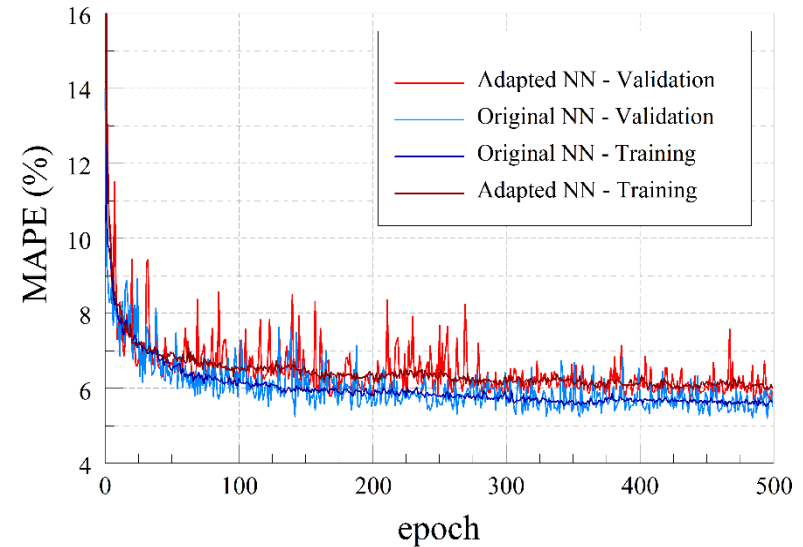 16
14
12
10
8
6
4
MAPE (%)
Adapted NN - Validation
Original NN - Validation
Original NN - Training
Adapted NN - Training
0 100 200 300 400 500
epoch